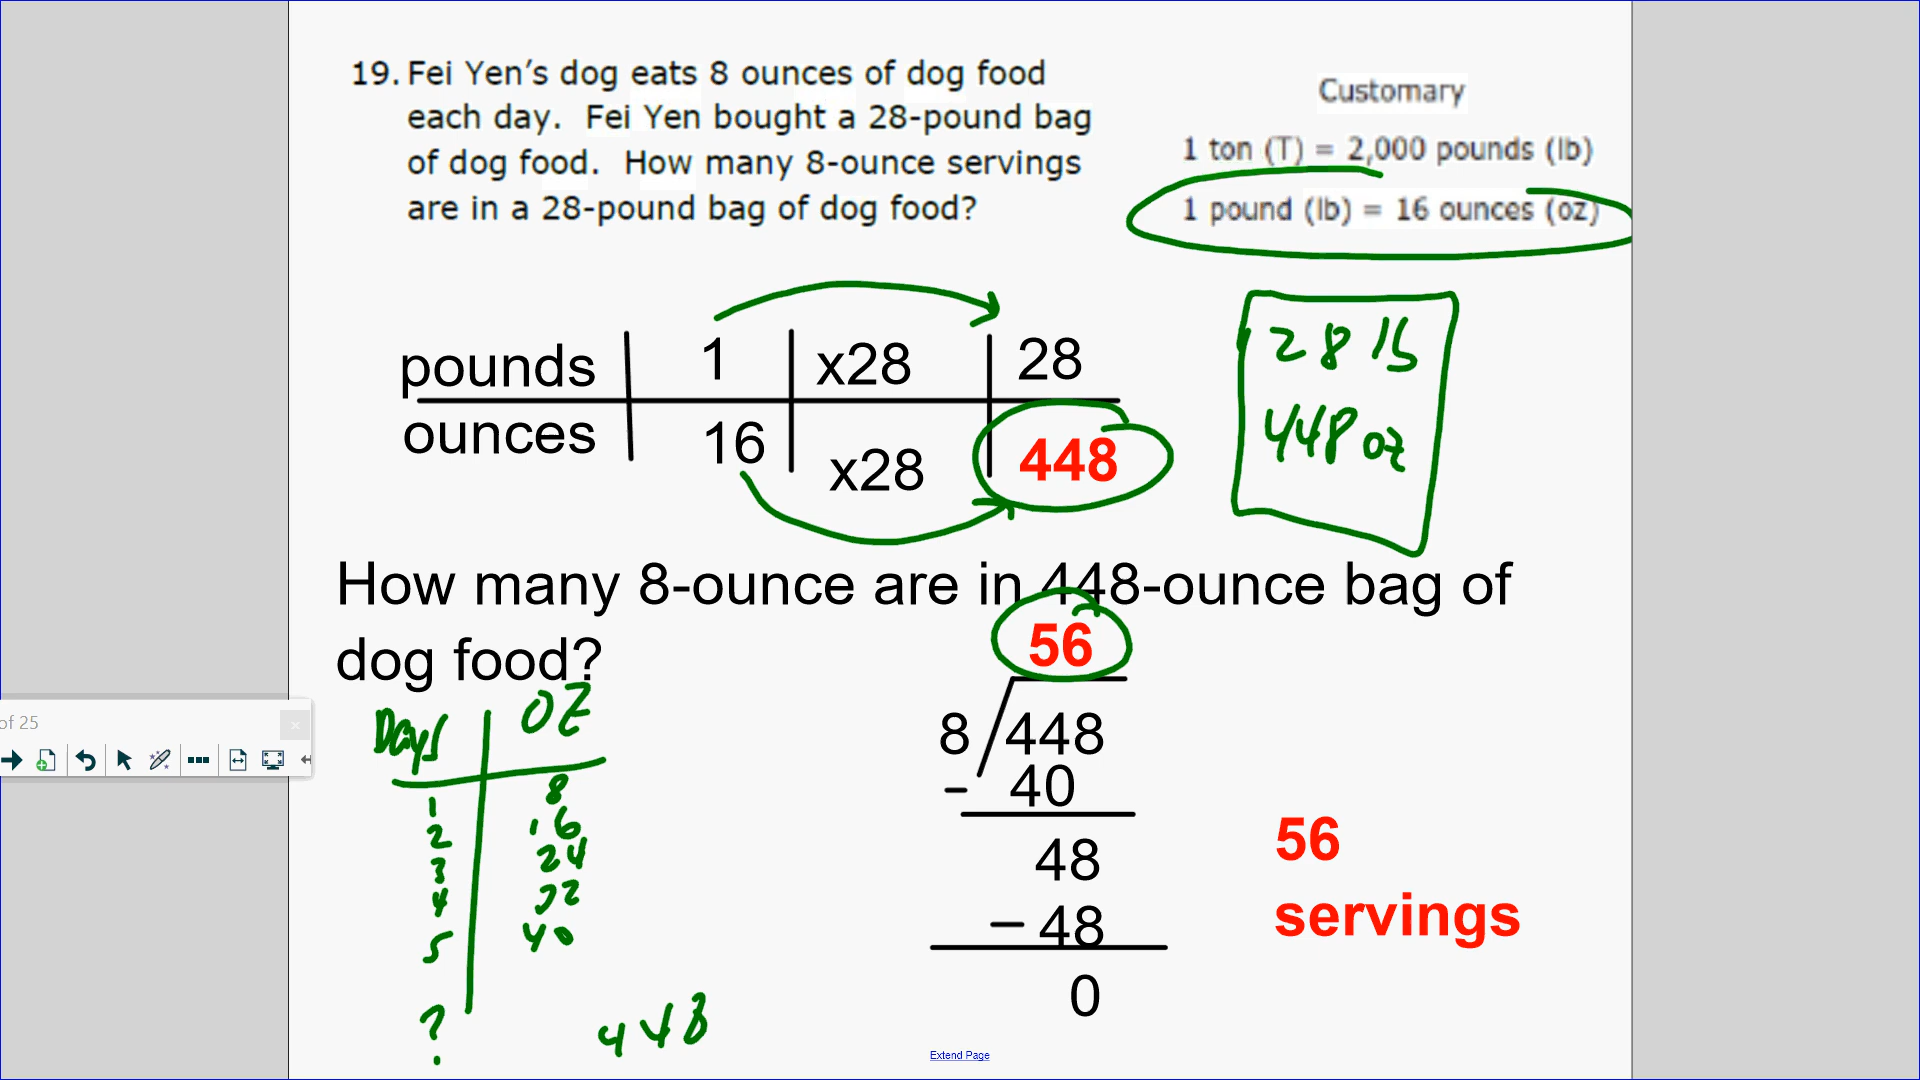 19. Fei Yen's dog eats 8 ounces of dog food
each day. Fei Yen bought a 28-pound bag
of dog food. How many 8-ounce servings
are in a 28-pound bag of dog food?
Customary
1 ton (T) = 2,000 pounds (lb)
1 pound (lb) = 16 ounces (oz)
pounds 1 x28 28
ounces 16 x28 448
28 lb
448 oz
How many 8-ounce are in 448-ounce bag of
dog food?
Days OZ
1 8
2 16
3 24
4 32
5 40
? 448
56
8 448
- 40
48
- 48
0
56
servings
of 25
Extend Page